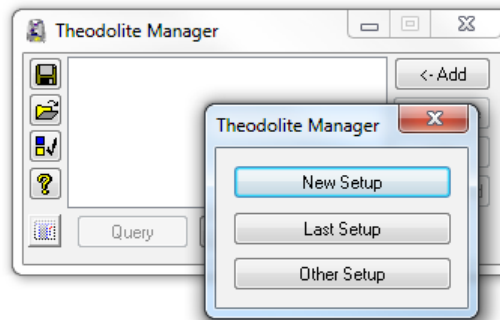 Theodolite Manager
<- Add
Theodolite Manager
New Setup
Last Setup
Query
Other Setup